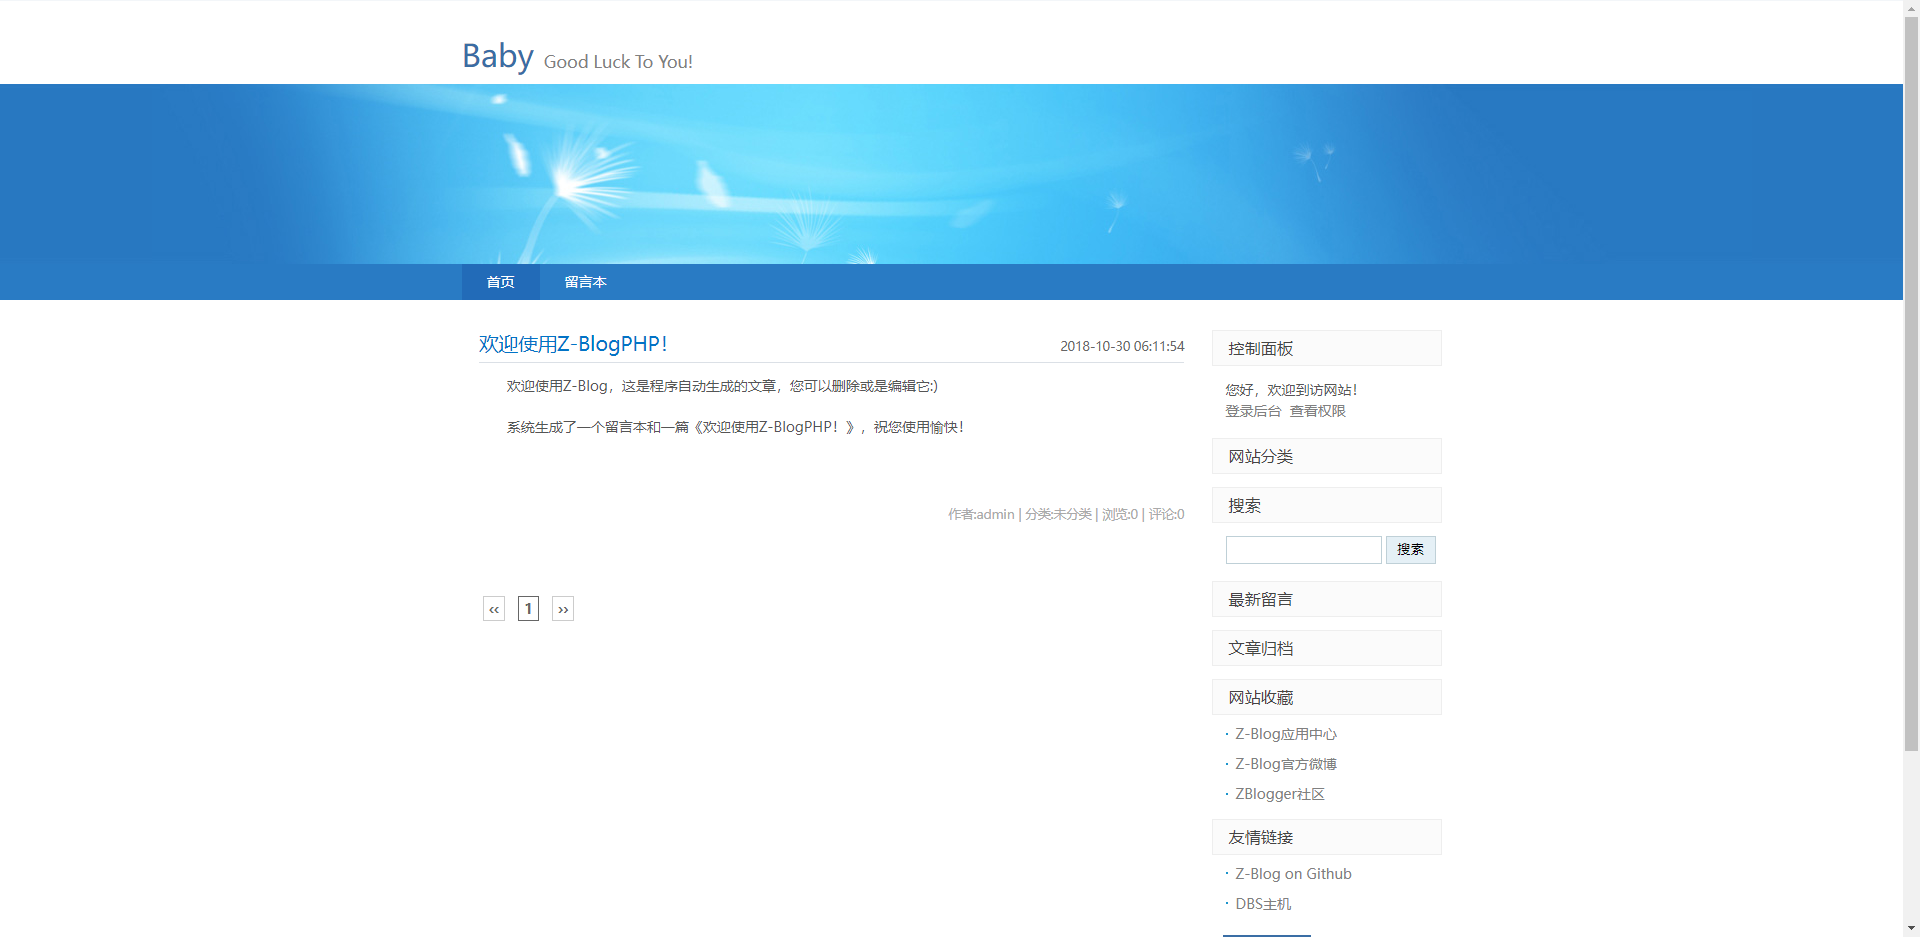 Baby Good Luck To You!
首页 留言本
欢迎使用Z-BlogPHP！ 2018-10-30 06:11:54
欢迎使用Z-Blog，这是程序自动生成的文章，您可以删除或是编辑它:)
系统生成了一个留言本和一篇《欢迎使用Z-BlogPHP！》，祝您使用愉快！
作者:admin | 分类:未分类 | 浏览:0 | 评论:0
‹‹ 1 ››
控制面板
您好，欢迎到访网站！
登录后台 查看权限
网站分类
搜索
搜索
最新留言
文章归档
网站收藏
· Z-Blog应用中心
· Z-Blog官方微博
· ZBlogger社区
友情链接
· Z-Blog on Github
· DBS主机